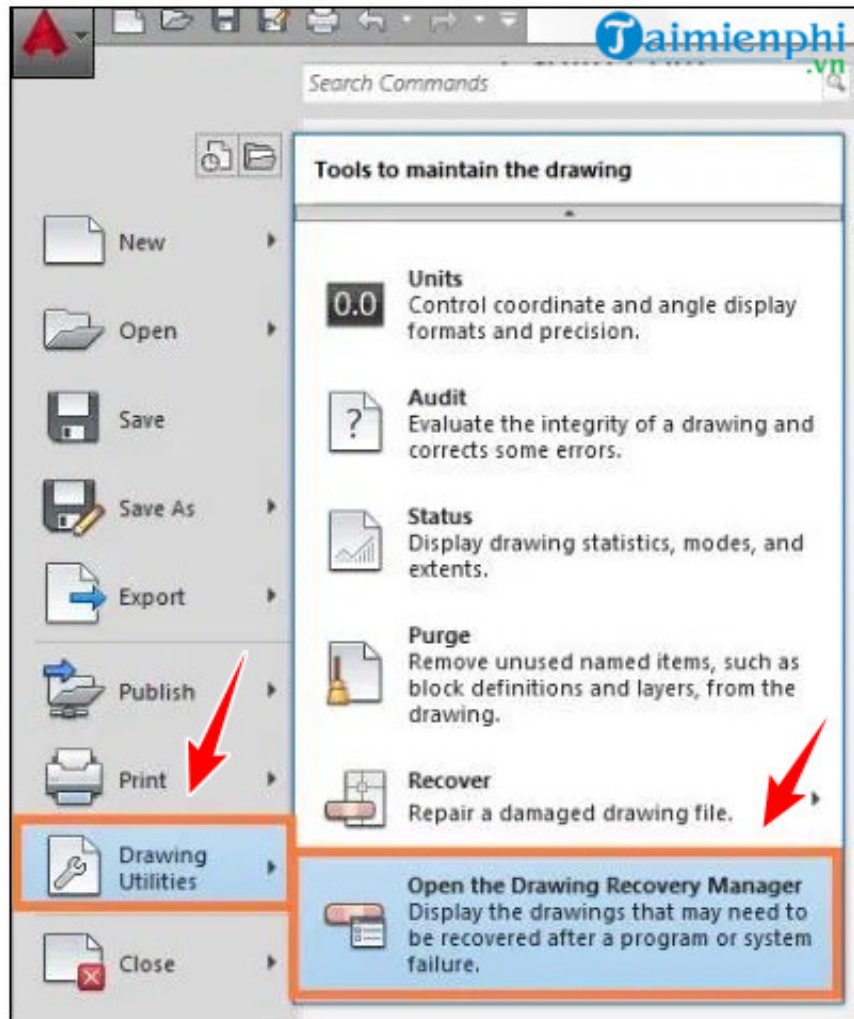 Taimienphi
.vn
Search Commands
Tools to maintain the drawing
New
Open
Save
Save As
Export
Publish
Print
Drawing
Utilities
Close
0.0
Units
Control coordinate and angle display
formats and precision.
?
Audit
Evaluate the integrity of a drawing and
corrects some errors.
Status
Display drawing statistics, modes, and
extents.
Purge
Remove unused named items, such as
block definitions and layers, from the
drawing.
Recover
Repair a damaged drawing file.
Open the Drawing Recovery Manager
Display the drawings that may need to
be recovered after a program or system
failure.